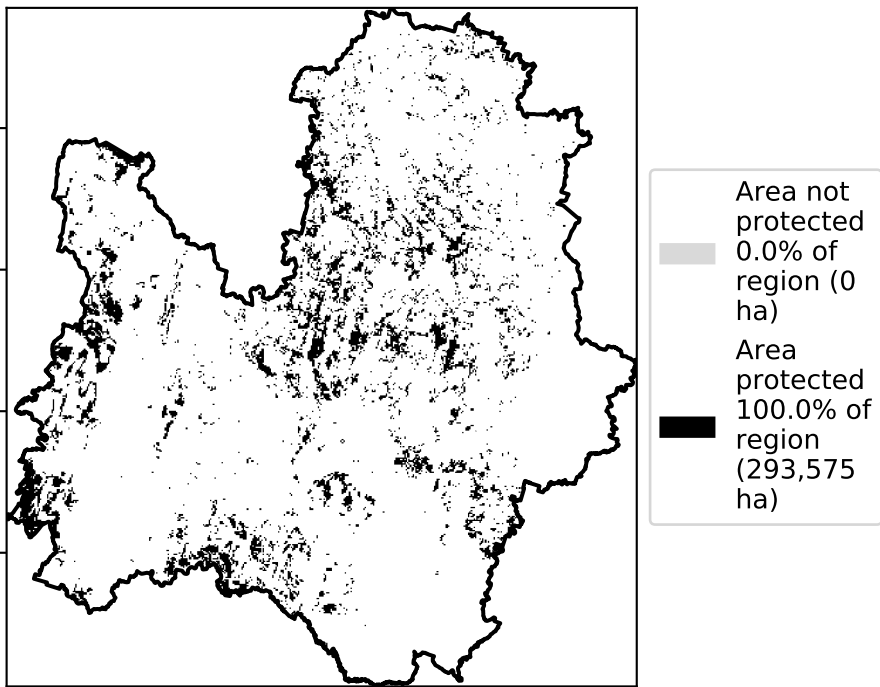 Area not
protected
0.0% of
region (0
ha)
Area
protected
100.0% of
region
(293,575
ha)